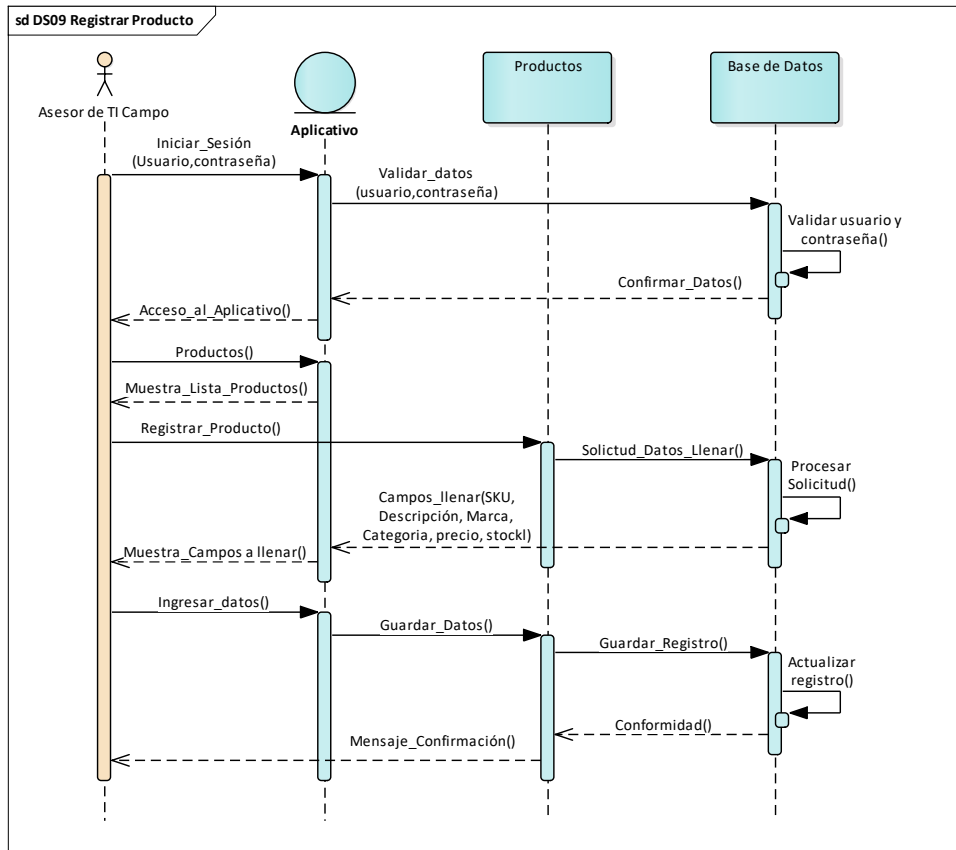 sd DS09 Registrar Producto
Asesor de TI Campo
Aplicativo
Productos
Base de Datos
Iniciar_Sesión
(Usuario,contraseña)
Validar_datos
(usuario,contraseña)
Validar usuario y
contraseña()
Confirmar_Datos()
Acceso_al_Aplicativo()
Productos()
Muestra_Lista_Productos()
Registrar_Producto()
Solictud_Datos_Llenar()
Procesar
Solicitud()
Campos_llenar(SKU,
Descripción, Marca,
Categoria, precio, stockl)
Muestra_Campos a llenar()
Ingresar_datos()
Guardar_Datos()
Guardar_Registro()
Actualizar
registro()
Conformidad()
Mensaje_Confirmación()